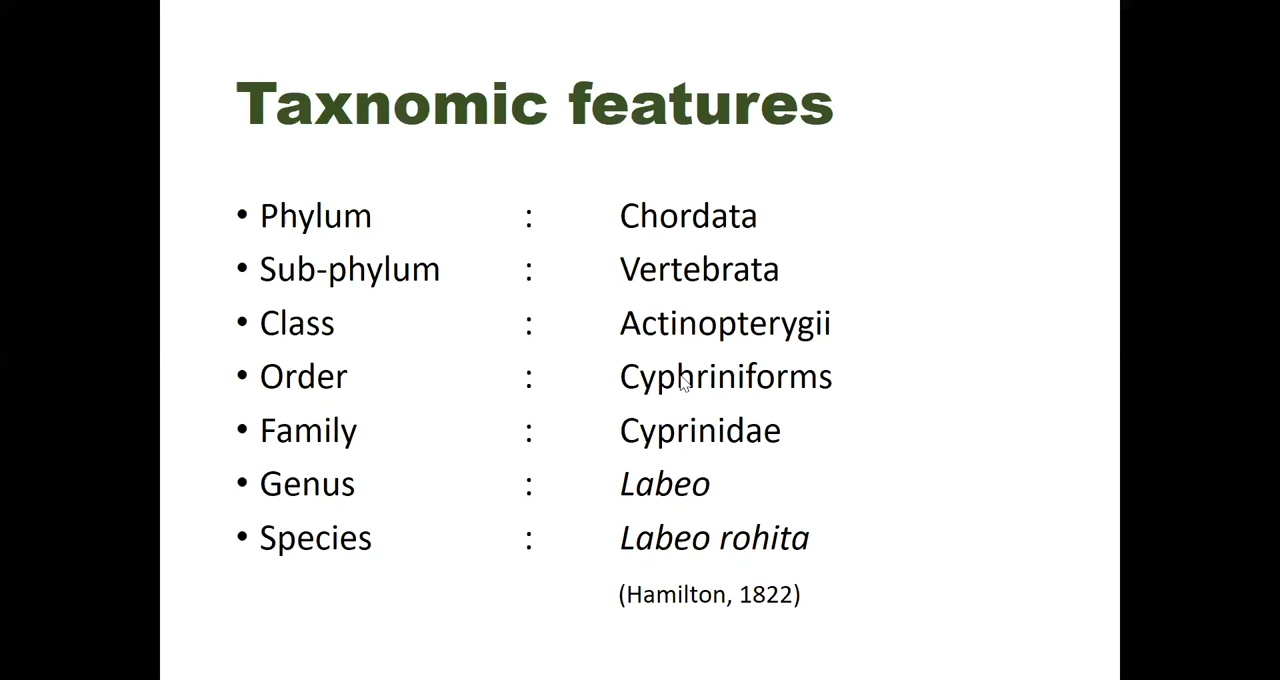 Taxnomic features
• Phylum : Chordata
• Sub-phylum : Vertebrata
• Class : Actinopterygii
• Order : Cyphriniforms
• Family : Cyprinidae
• Genus : Labeo
• Species : Labeo rohita
(Hamilton, 1822)